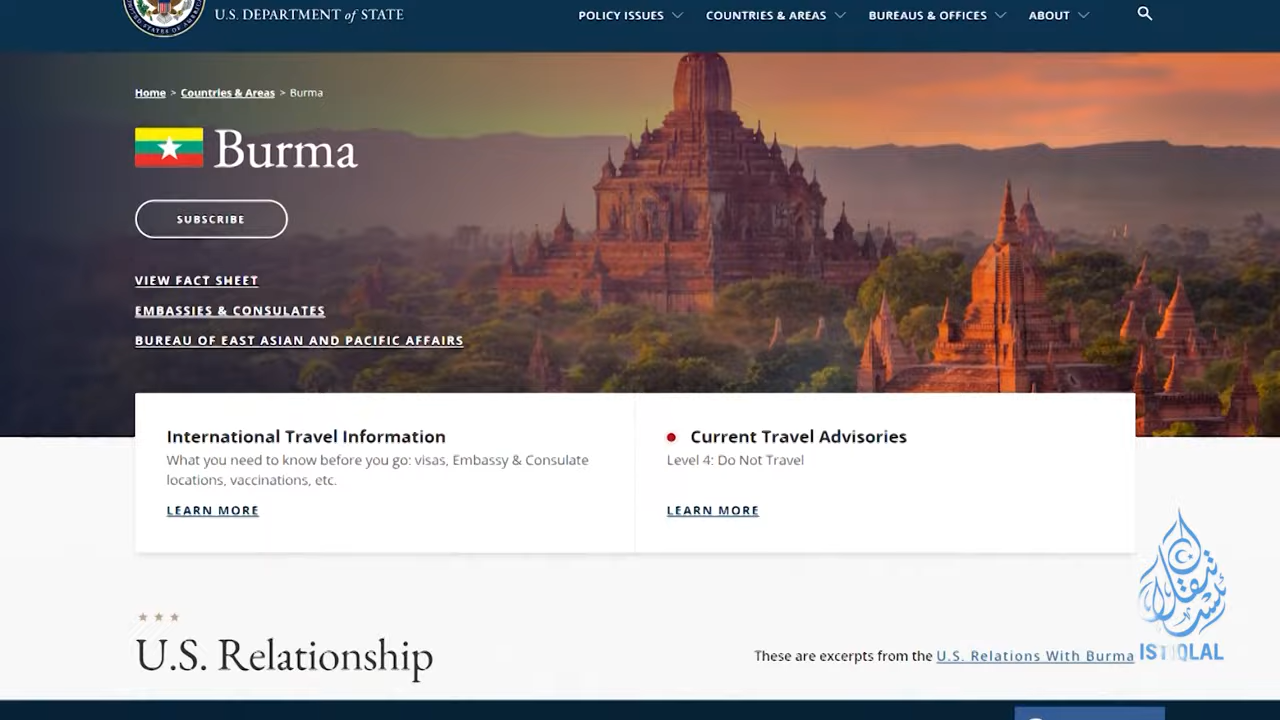 U.S. DEPARTMENT of STATE
POLICY ISSUES
COUNTRIES & AREAS
BUREAUS & OFFICES
ABOUT
Home > Countries & Areas > Burma
Burma
SUBSCRIBE
VIEW FACT SHEET
EMBASSIES & CONSULATES
BUREAU OF EAST ASIAN AND PACIFIC AFFAIRS
International Travel Information
What you need to know before you go: visas, Embassy & Consulate
locations, vaccinations, etc.
LEARN MORE
Current Travel Advisories
Level 4: Do Not Travel
LEARN MORE
U.S. Relationship
These are excerpts from the U.S. Relations With Burma
ISTIQLAL